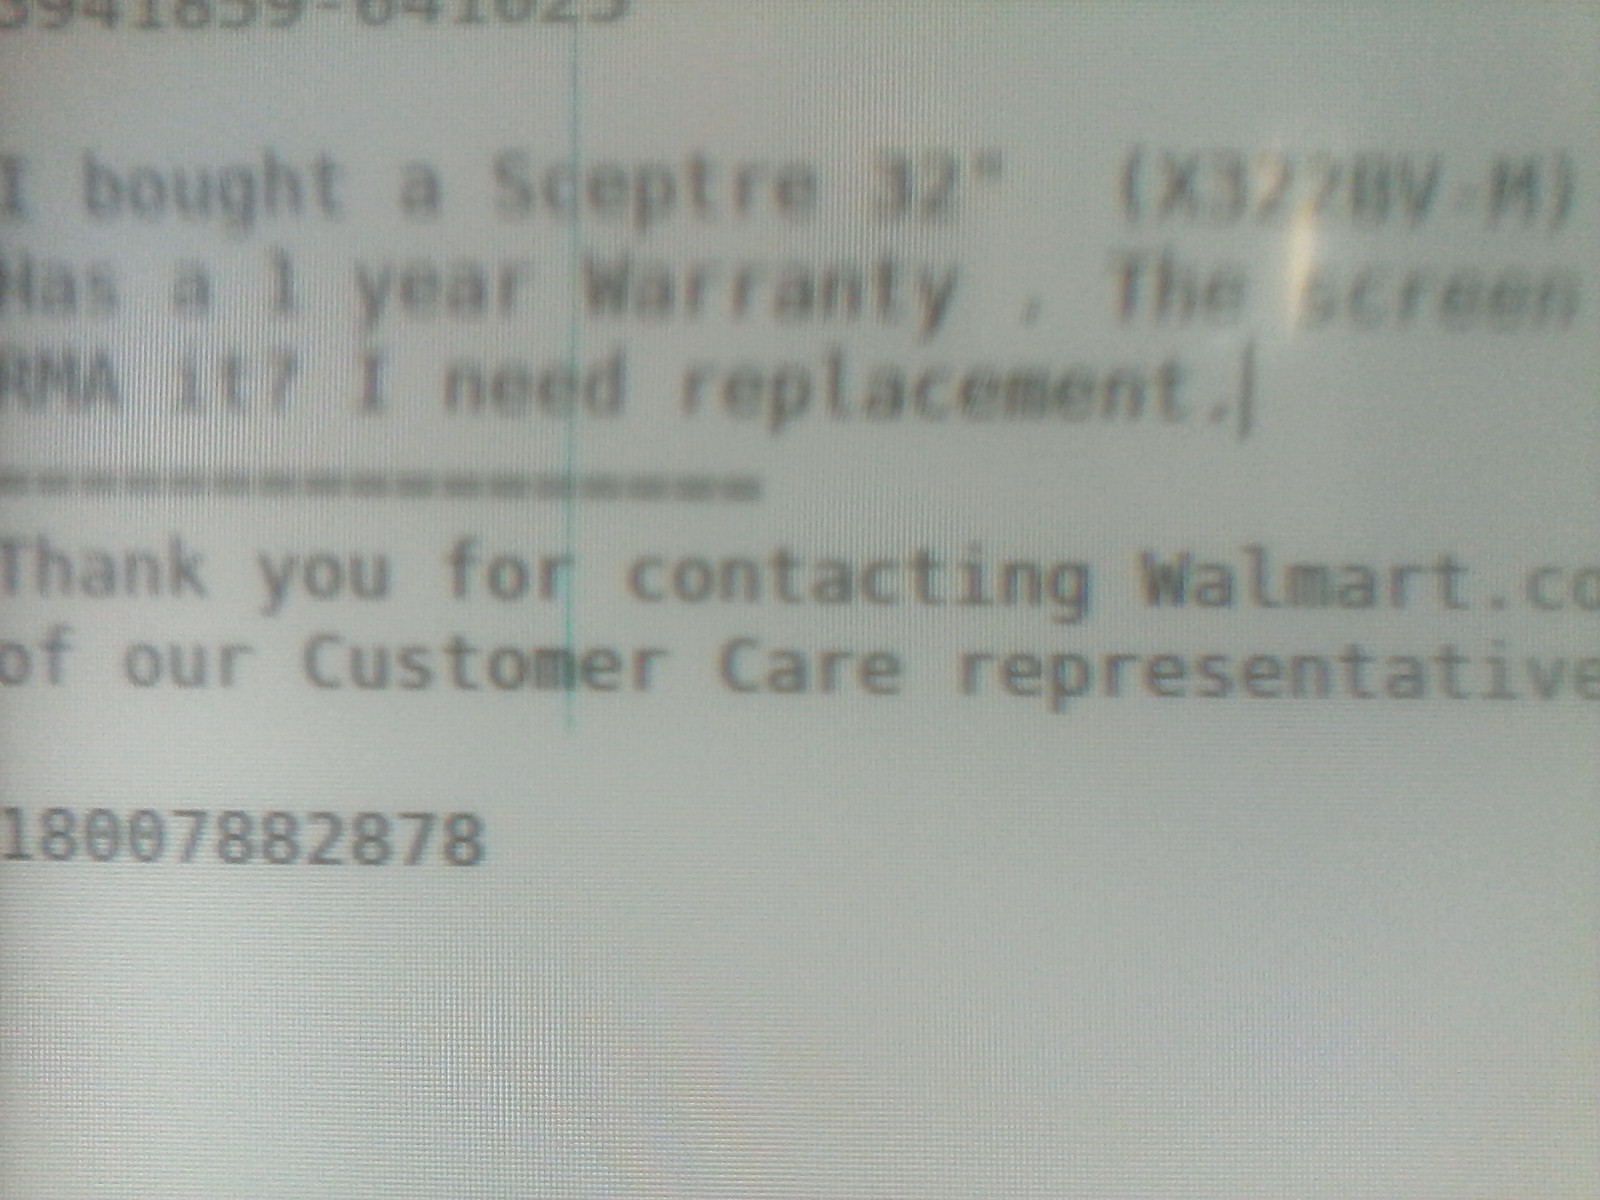 I bought a Sceptre 32" (X322BV-M)
Has a 1 year Warranty . The screen
RMA it? I need replacement.
==================
Thank you for contacting Walmart.co
of our Customer Care representative
18007882878